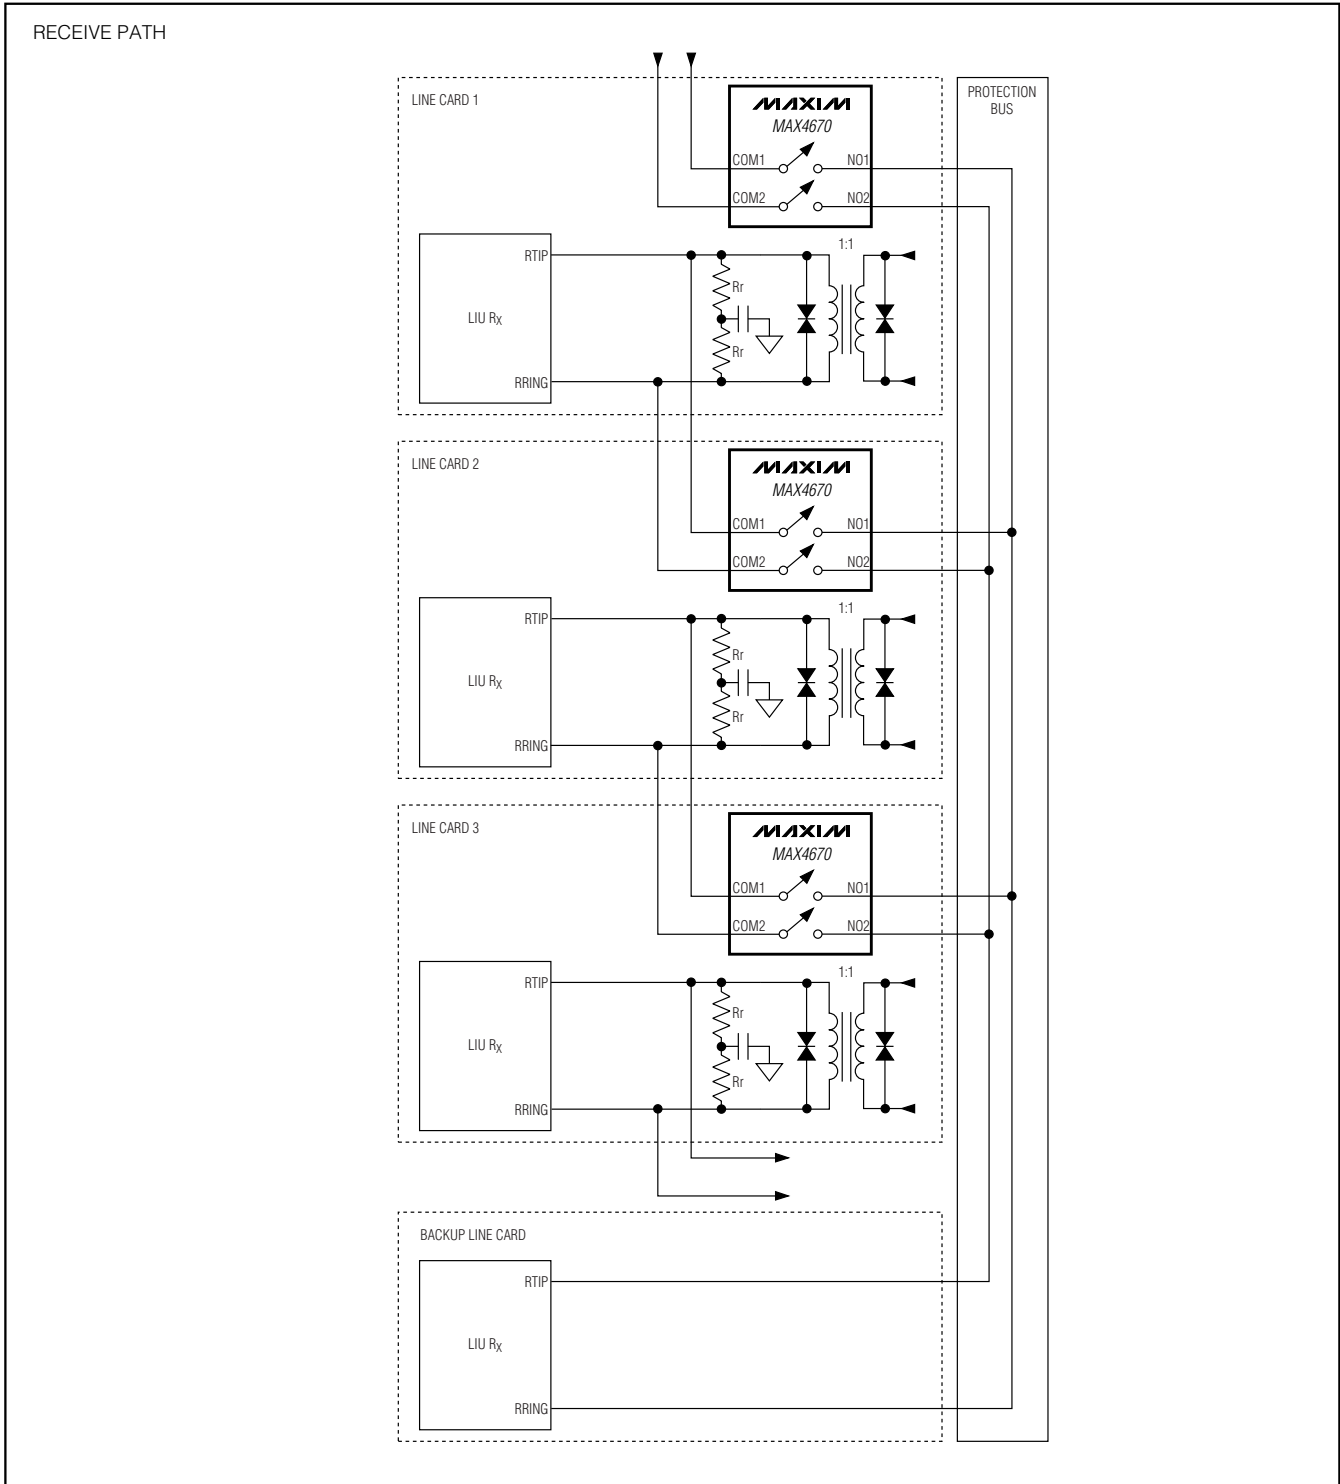 RECEIVE PATH
LINE CARD 1
MAXIM
MAX4670
COM1
NO1
COM2
NO2
PROTECTION
BUS
1:1
RTIP
Rr
LIU RX
Rr
RRING
LINE CARD 2
MAXIM
MAX4670
COM1
NO1
COM2
NO2
1:1
RTIP
Rr
LIU RX
Rr
RRING
LINE CARD 3
MAXIM
MAX4670
COM1
NO1
COM2
NO2
1:1
RTIP
Rr
LIU RX
Rr
RRING
BACKUP LINE CARD
RTIP
LIU RX
RRING